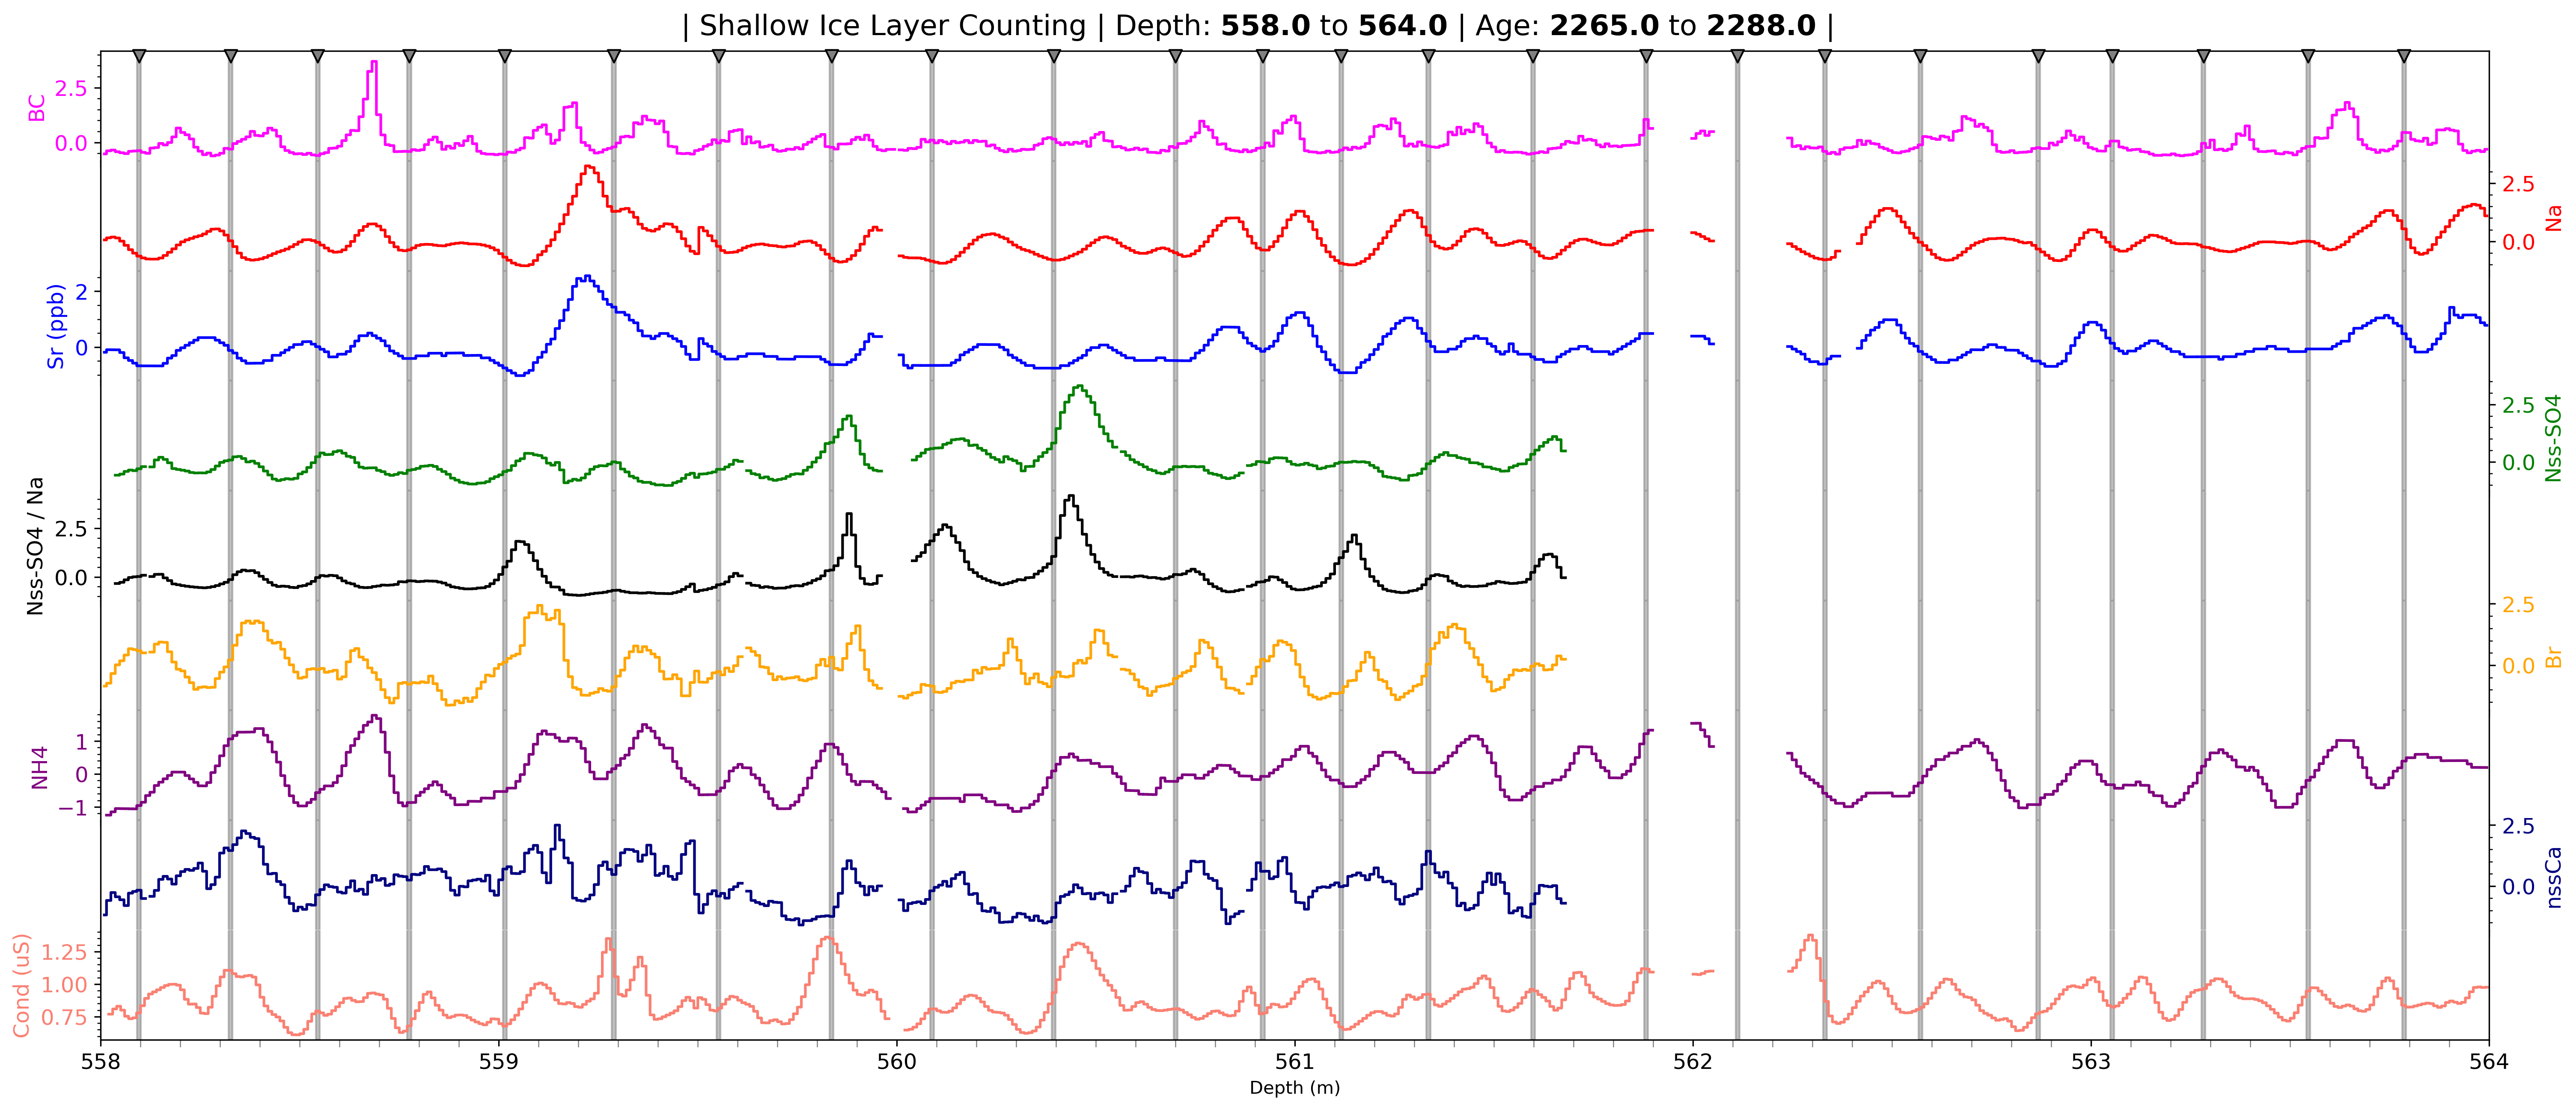 | Shallow Ice Layer Counting | Depth: 558.0 to 564.0 | Age: 2265.0 to 2288.0 |
BC
2.5
0.0
2.5
0.0
Na
Sr (ppb)
2
0
2.5
0.0
Nss-SO4
Nss-SO4 / Na
2.5
0.0
2.5
0.0
Br
NH4
1
0
−1
2.5
0.0
nssCa
Cond (uS)
1.25
1.00
0.75
558 559 560 561 562 563 564
Depth (m)